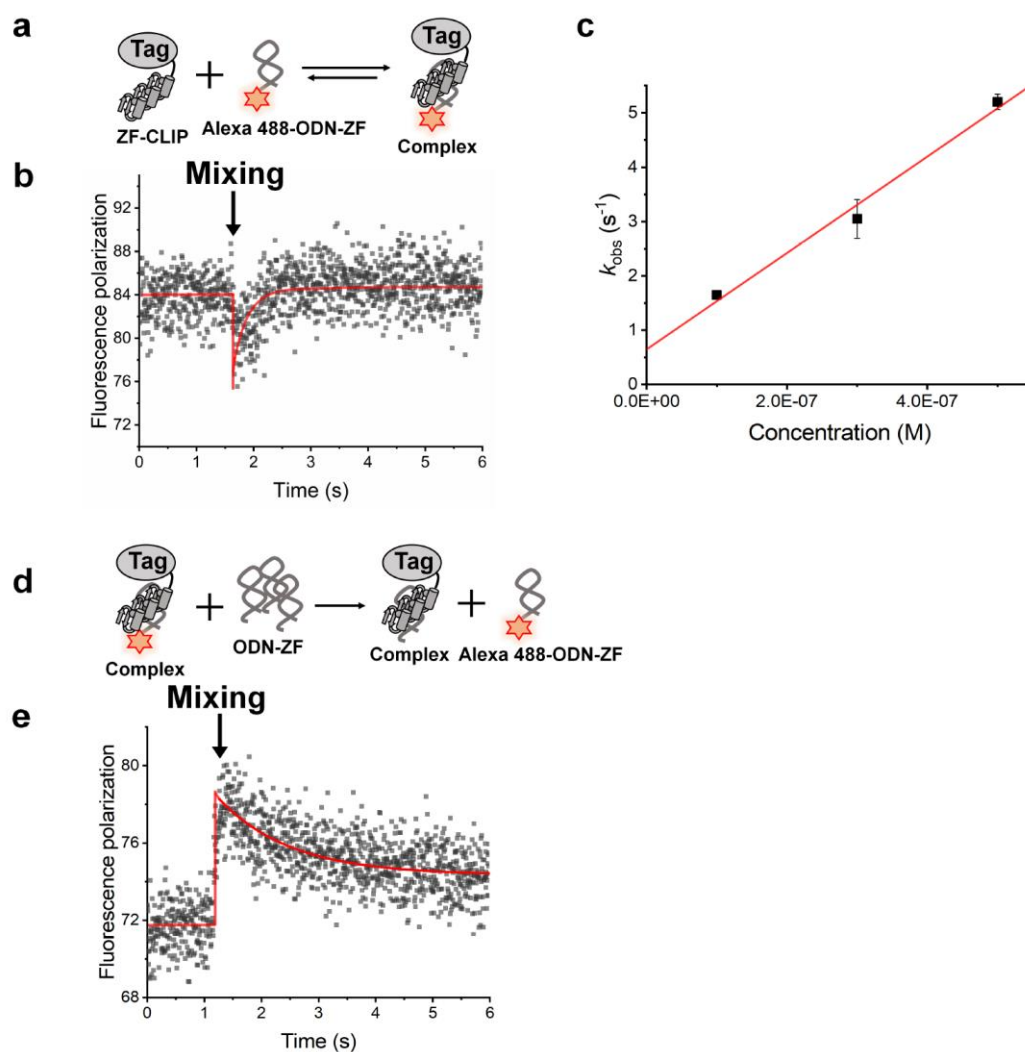 a
Tag
ZF-CLIP
+
Alexa 488-ODN-ZF
Tag
Complex
b
Mixing
Fluorescence polarization
92
88
84
80
76
72
0 1 2 3 4 5 6
Time (s)
c
kobs (s-1)
5
4
3
2
1
0
0.0E+00 2.0E-07 4.0E-07
Concentration (M)
d
Tag
Complex
+
ODN-ZF
Tag
Complex
+
Alexa 488-ODN-ZF
e
Mixing
Fluorescence polarization
80
76
72
68
0 1 2 3 4 5 6
Time (s)